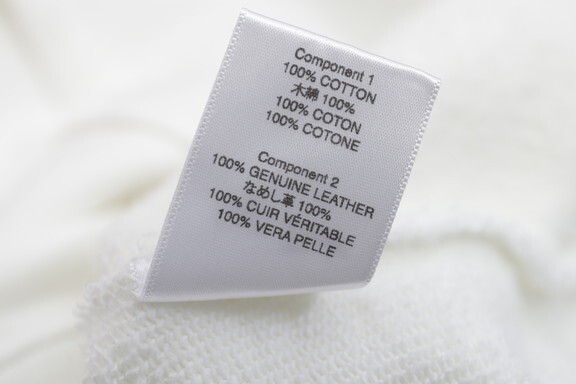 Component 1
100% COTTON
木綿 100%
100% COTON
100% COTONE
Component 2
100% GENUINE LEATHER
なめし革 100%
100% CUIR VÉRITABLE
100% VERA PELLE